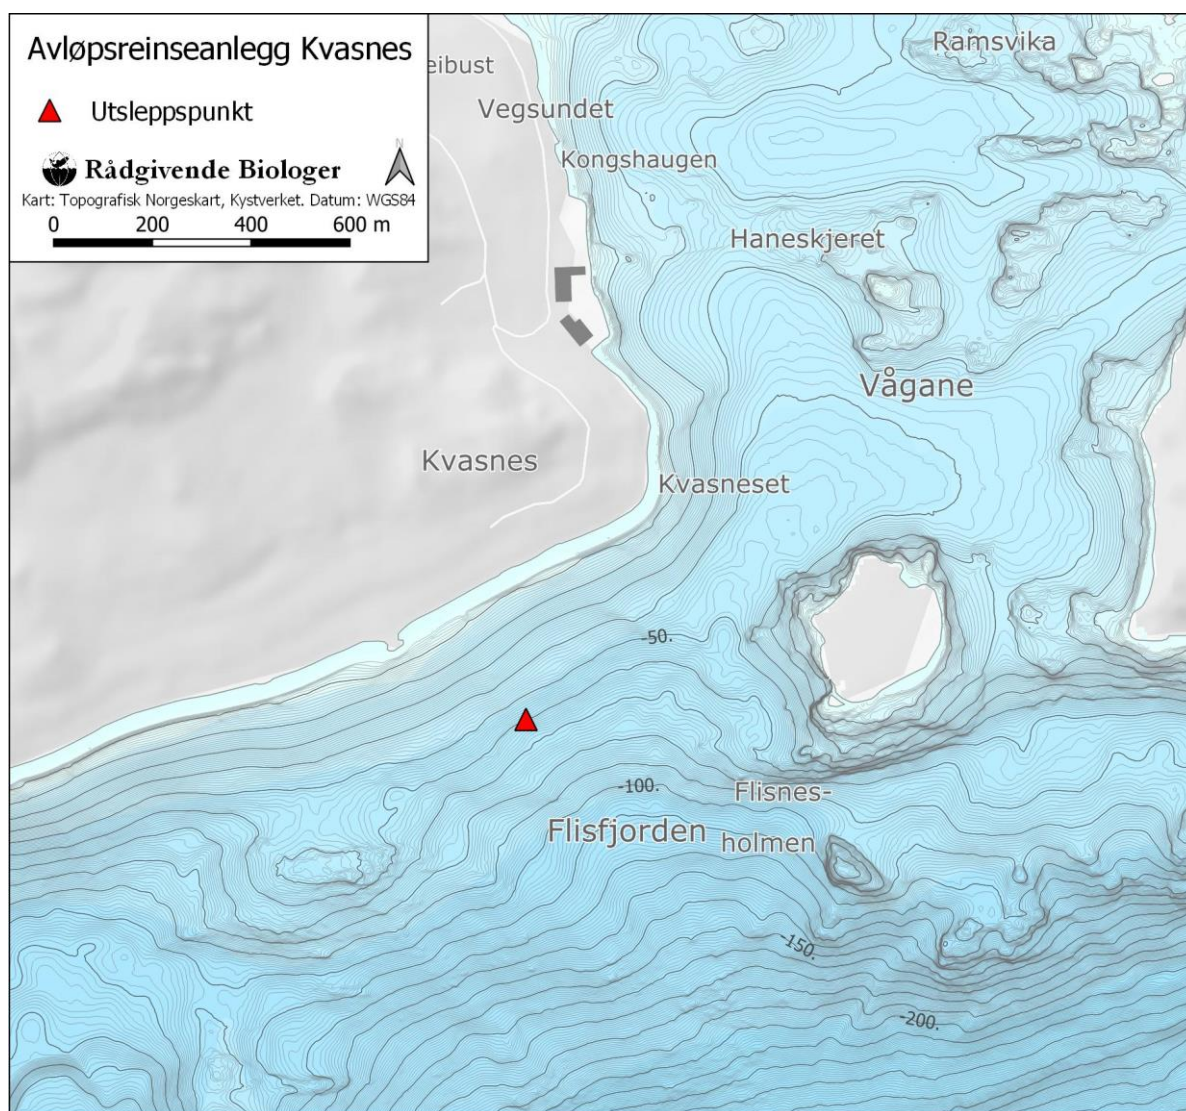 Avløpsreinseanlegg Kvasnes
Utsleppspunkt
N
Rådgivende Biologer
Kart: Topografisk Norgeskart, Kystverket. Datum: WGS84
0 200 400 600 m
eibust
Ramsvika
Vegsundet
Kongshaugen
Haneskjeret
Vågane
Kvasnes
Kvasneset
-50.
-100.
Flisnes-
holmen
Flisfjorden
-150.
-200.